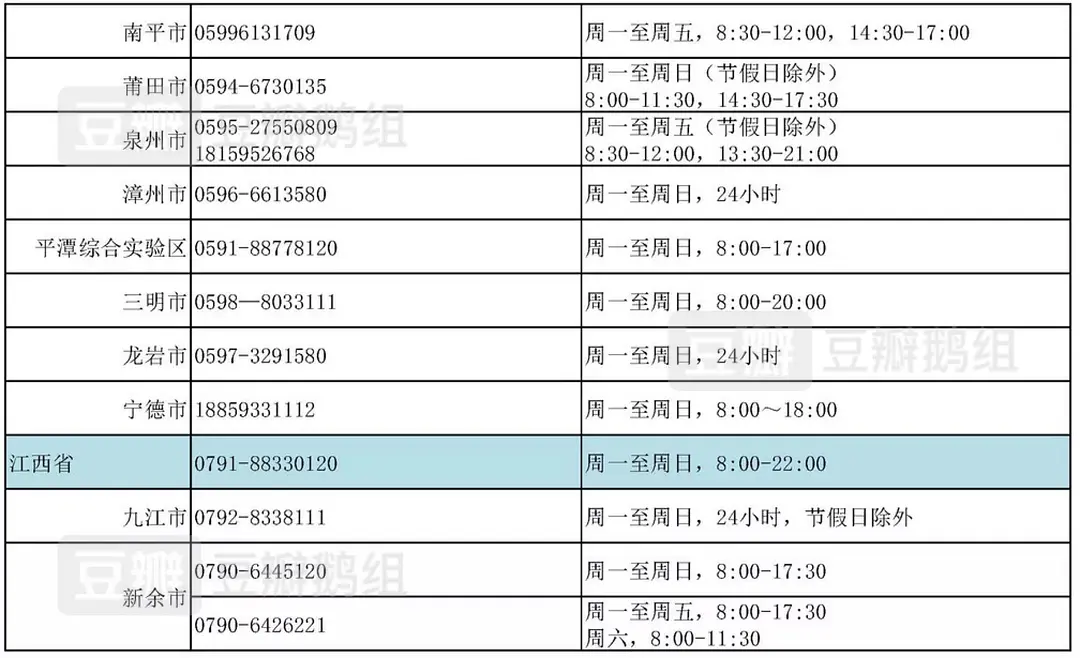 南平市 05996131709 周一至周五，8:30-12:00，14:30-17:00
莆田市 0594-6730135 周一至周日（节假日除外）
8:00-11:30，14:30-17:30
泉州市 0595-27550809 周一至周五（节假日除外）
18159526768 8:30-12:00，13:30-21:00
漳州市 0596-6613580 周一至周日，24小时
平潭综合实验区 0591-88778120 周一至周日，8:00-17:00
三明市 0598—8033111 周一至周日，8:00-20:00
龙岩市 0597-3291580 周一至周日，24小时
宁德市 18859331112 周一至周日，8:00～18:00
江西省 0791-88330120 周一至周日，8:00-22:00
九江市 0792-8338111 周一至周日，24小时，节假日除外
新余市 0790-6445120 周一至周日，8:00-17:30
0790-6426221 周一至周五，8:00-17:30
周六，8:00-11:30
豆瓣 豆瓣鹅组
豆瓣 豆瓣鹅组
豆瓣 豆瓣鹅组